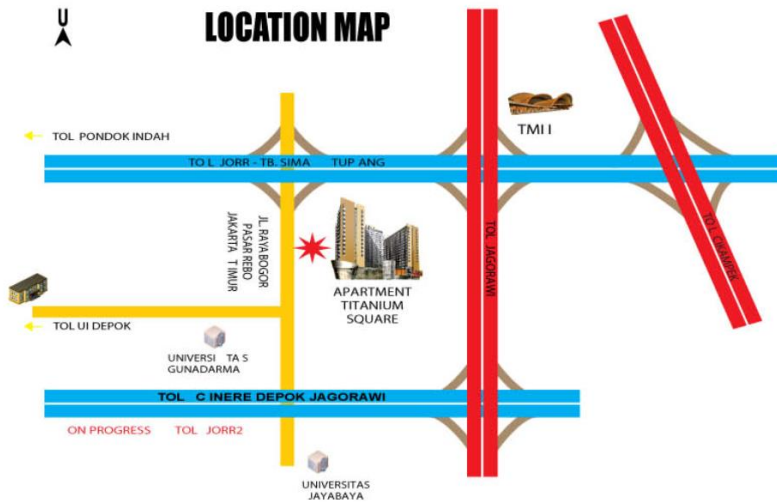 U
LOCATION MAP
TOL PONDOK INDAH
TMI I
TO L JORR - TB. SIMA TUP ANG
JL. RAYA BOGOR
PASAR REBO
JAKARTA T IMUR
TOL JAGORAWI
TOL CIKAMPEK
APARTMENT
TITANIUM
SQUARE
TOL UI DEPOK
UNIVERSI TA S
GUNADARMA
TOL C INERE DEPOK JAGORAWI
ON PROGRESS TOL JORR2
UNIVERSITAS
JAYABAYA